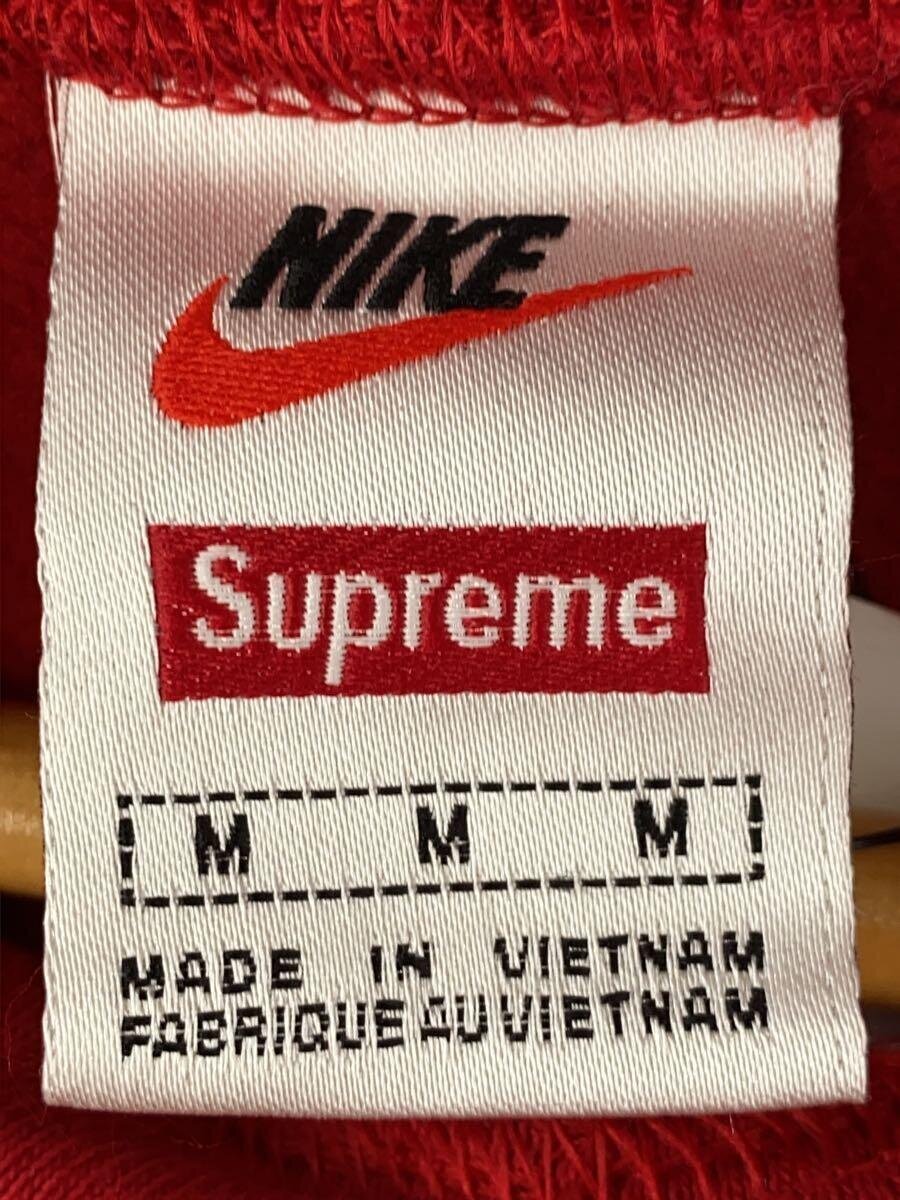 NIKE
Supreme
M M M
MADE IN VIETNAM
FABRIQUE AU VIETNAM